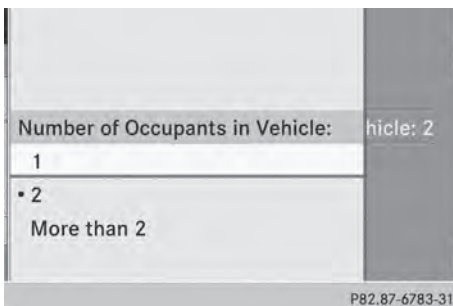 Number of Occupants in Vehicle:
hicle: 2
1
• 2
More than 2
P82.87-6783-31